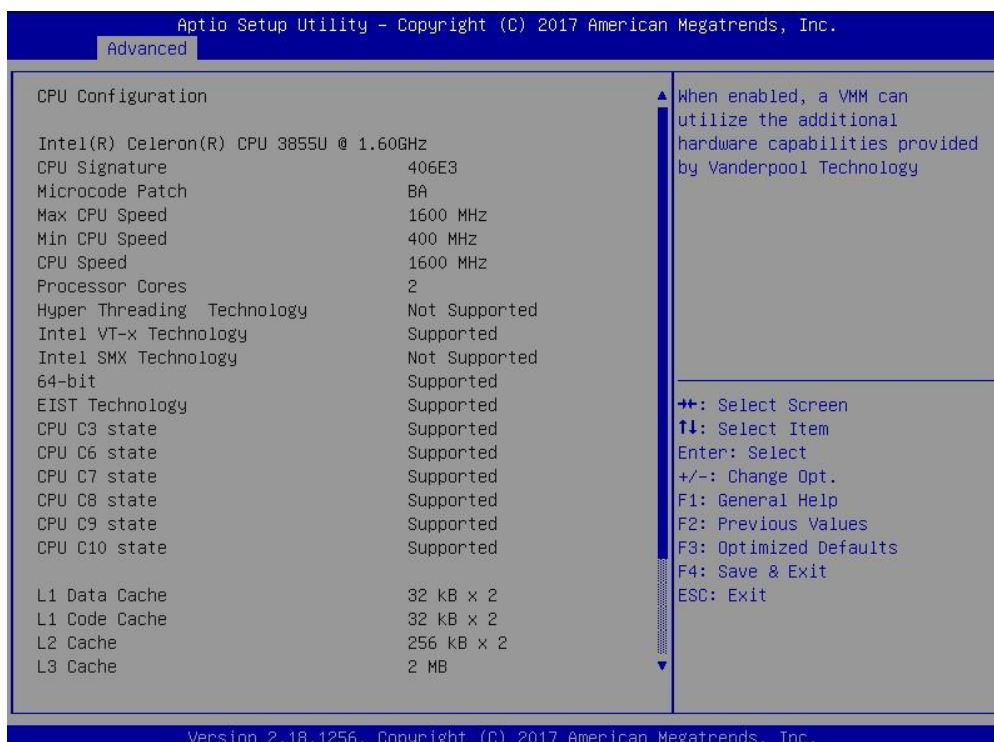 Aptio Setup Utility – Copyright (C) 2017 American Megatrends, Inc.
Advanced
CPU Configuration
Intel(R) Celeron(R) CPU 3855U @ 1.60GHz
CPU Signature 406E3
Microcode Patch BA
Max CPU Speed 1600 MHz
Min CPU Speed 400 MHz
CPU Speed 1600 MHz
Processor Cores 2
Hyper Threading Technology Not Supported
Intel VT-x Technology Supported
Intel SMX Technology Not Supported
64-bit Supported
EIST Technology Supported
CPU C3 state Supported
CPU C6 state Supported
CPU C7 state Supported
CPU C8 state Supported
CPU C9 state Supported
CPU C10 state Supported
L1 Data Cache 32 kB x 2
L1 Code Cache 32 kB x 2
L2 Cache 256 kB x 2
L3 Cache 2 MB
When enabled, a VMM can
utilize the additional
hardware capabilities provided
by Vanderpool Technology
→←: Select Screen
↑↓: Select Item
Enter: Select
+/-: Change Opt.
F1: General Help
F2: Previous Values
F3: Optimized Defaults
F4: Save & Exit
ESC: Exit
Version 2.18.1256. Copyright (C) 2017 American Megatrends, Inc.